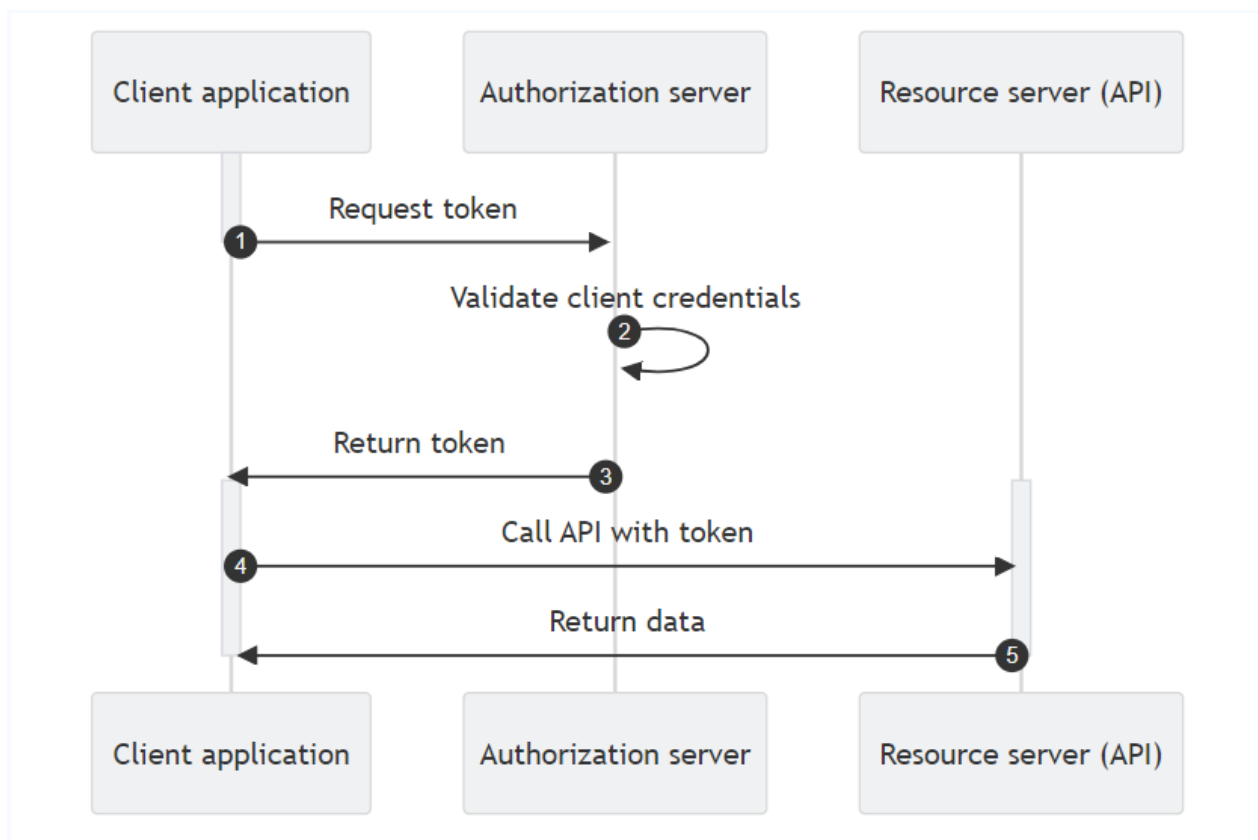 Client application
Authorization server
Resource server (API)
Request token
1
Validate client credentials
2
Return token
3
Call API with token
4
Return data
5
Client application
Authorization server
Resource server (API)